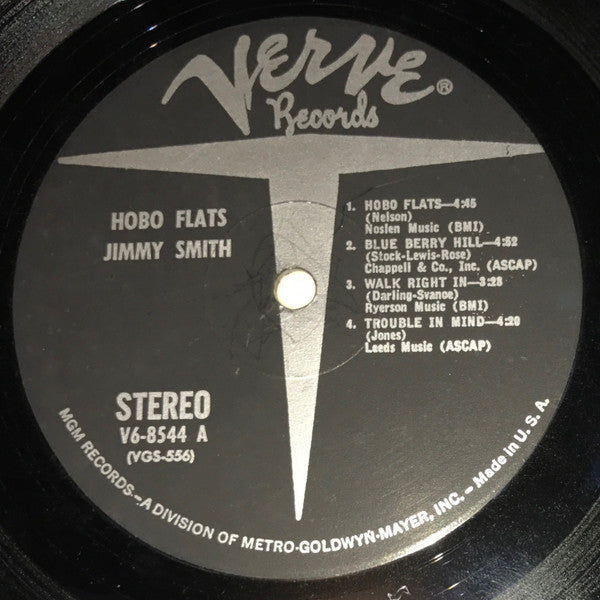 VERVE®
Records
HOBO FLATS
JIMMY SMITH
1. HOBO FLATS—4:45
(Nelson)
Noslen Music (BMI)
2. BLUE BERRY HILL—4:52
(Stock-Lewis-Rose)
Chappell & Co., Inc. (ASCAP)
3. WALK RIGHT IN—3:28
(Darling-Svanoe)
Ryerson Music (BMI)
4. TROUBLE IN MIND—4:20
(Jones)
Leeds Music (ASCAP)
STEREO
V6-8544 A
(VGS-556)
MGM RECORDS—A DIVISION OF METRO-GOLDWYN-MAYER, INC. – Made in U. S. A.